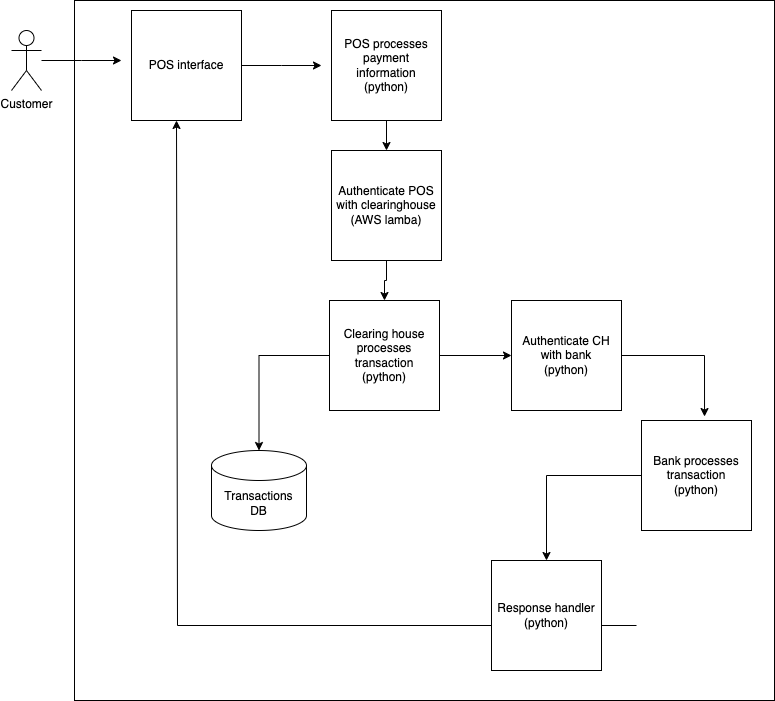 Customer
POS interface
POS processes
payment
information
(python)
Authenticate POS
with clearinghouse
(AWS lamba)
Clearing house
processes
transaction
(python)
Authenticate CH
with bank
(python)
Bank processes
transaction
(python)
Transactions
DB
Response handler
(python)